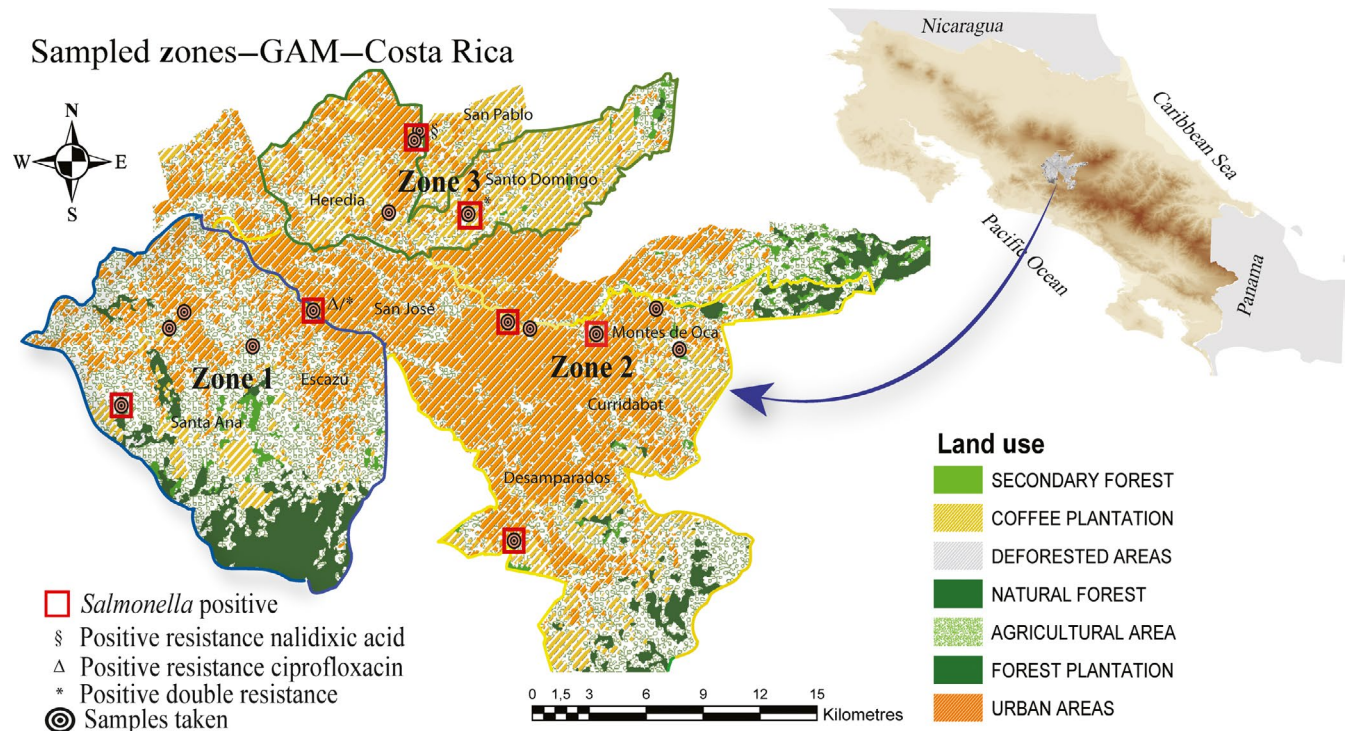 Sampled zones–GAM–Costa Rica
N
W
E
S
Nicaragua
Caribbean Sea
Pacific Ocean
Panama
San Pablo
§
Zone 3
Santo Domingo
Heredia
*
Δ/*
San José
Montes de Oca
Zone 2
Zone 1
Escazú
Curridabat
Santa Ana
Desamparados
Salmonella positive
§ Positive resistance nalidixic acid
Δ Positive resistance ciprofloxacin
* Positive double resistance
Samples taken
0 1,5 3 6 9 12 15
Kilometres
Land use
SECONDARY FOREST
COFFEE PLANTATION
DEFORESTED AREAS
NATURAL FOREST
AGRICULTURAL AREA
FOREST PLANTATION
URBAN AREAS